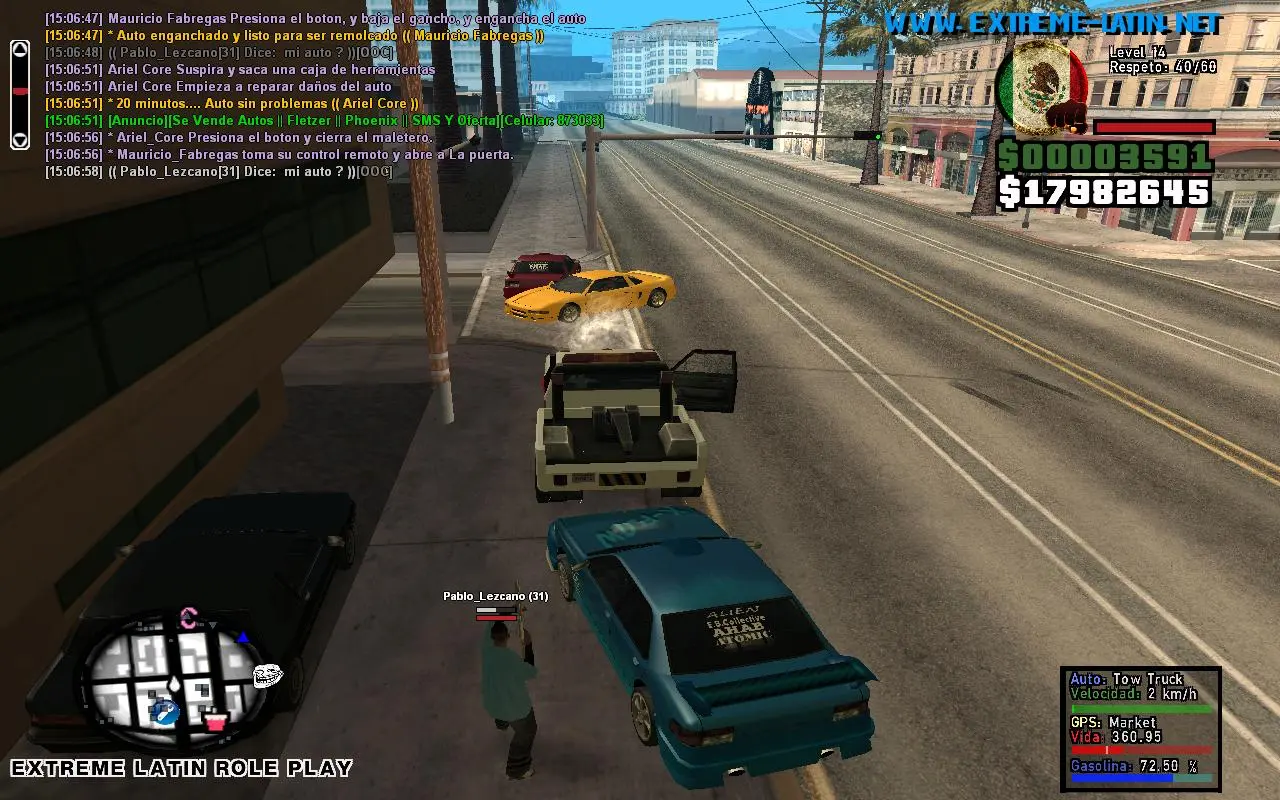 [15:06:47] Mauricio Fabregas Presiona el boton, y baja el gancho, y engancha el auto
[15:06:47] * Auto enganchado y listo para ser remolcado (( Mauricio Fabregas ))
[15:06:48] (( Pablo_Lezcano[31] Dice:  mi auto ? ))[OOC]
[15:06:51] Ariel Core Suspira y saca una caja de herramientas
[15:06:51] Ariel Core Empieza a reparar daños del auto
[15:06:51] * 20 minutos.... Auto sin problemas (( Ariel Core ))
[15:06:51] [Anuncio][Se Vende Autos || Fletzer || Phoenix || SMS Y Oferta][Celular: 873033]
[15:06:56] * Ariel_Core Presiona el boton y cierra el maletero.
[15:06:56] * Mauricio_Fabregas toma su control remoto y abre a La puerta.
[15:06:58] (( Pablo_Lezcano[31] Dice:  mi auto ? ))[OOC]
WWW.EXTREME-LATIN.NET
Level 14
Respeto: 40/60
$00003591
$17982645
Pablo_Lezcano (31)
ALIEN
E.B.Collective
AHAB
ATOMIC
Auto: Tow Truck
Velocidad: 2 km/h
GPS: Market
Vida: 360.95
Gasolina: 72.50 %
EXTREME LATIN ROLE PLAY